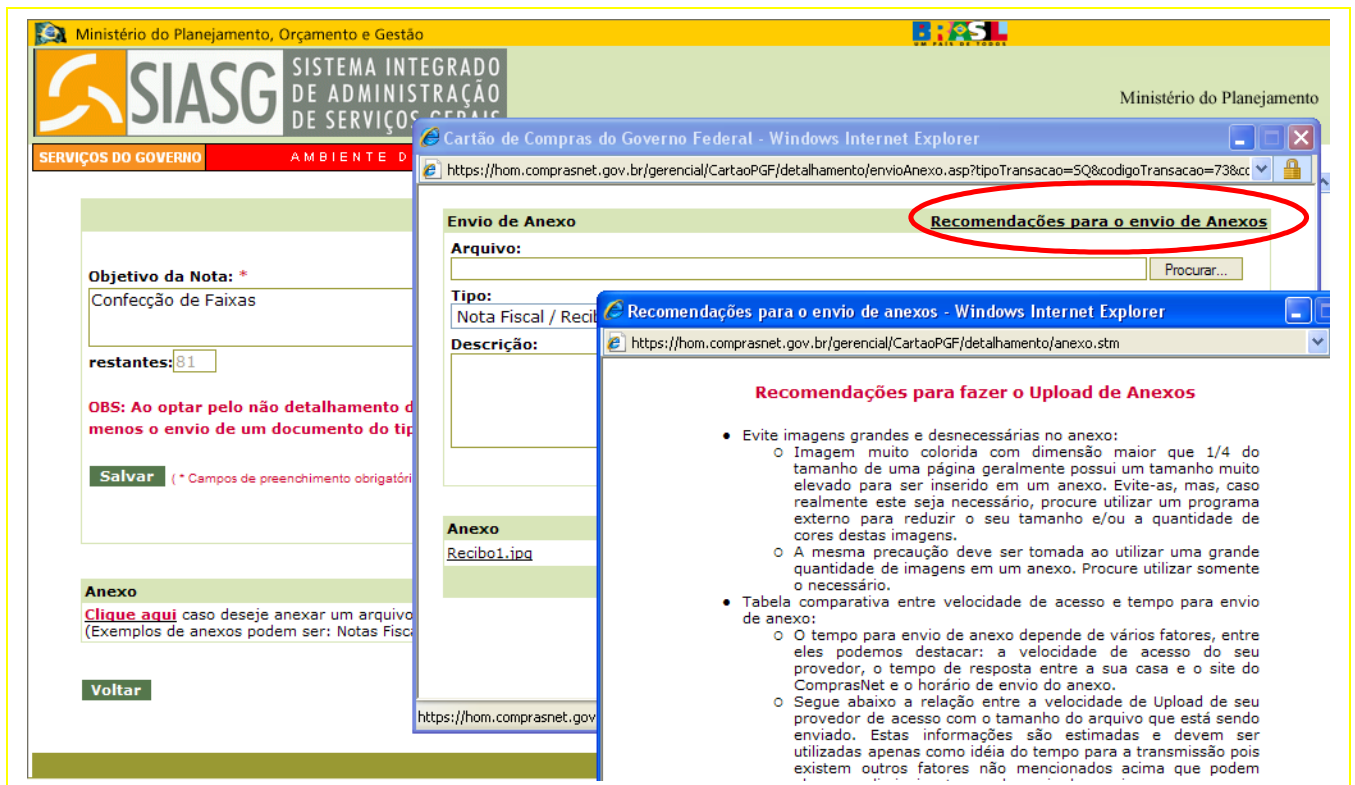 Ministério do Planejamento, Orçamento e Gestão
BRASIL
UM PAÍS DE TODOS
SIASG
SISTEMA INTEGRADO
DE ADMINISTRAÇÃO
DE SERVIÇOS GERAIS
Ministério do Planejamento
SERVIÇOS DO GOVERNO
AMBIENTE D
Objetivo da Nota: *
Confecção de Faixas
restantes: 81
OBS: Ao optar pelo não detalhamento d
menos o envio de um documento do tip
Salvar ( * Campos de preenchimento obrigatóri
Anexo
Clique aqui caso deseje anexar um arquivo
(Exemplos de anexos podem ser: Notas Fisca
Voltar
Cartão de Compras do Governo Federal - Windows Internet Explorer
https://hom.comprasnet.gov.br/gerencial/CartaoPGF/detalhamento/envioAnexo.asp?tipoTransacao=SQ&codigoTransacao=73&cc
Envio de Anexo
Recomendações para o envio de Anexos
Arquivo:
Procurar...
Tipo:
Nota Fiscal / Recib
Descrição:
Anexo
Recibo1.jpg
https://hom.comprasnet.gov
Recomendações para o envio de anexos - Windows Internet Explorer
https://hom.comprasnet.gov.br/gerencial/CartaoPGF/detalhamento/anexo.stm
Recomendações para fazer o Upload de Anexos
● Evite imagens grandes e desnecessárias no anexo:
○ Imagem muito colorida com dimensão maior que 1/4 do
tamanho de uma página geralmente possui um tamanho muito
elevado para ser inserido em um anexo. Evite-as, mas, caso
realmente este seja necessário, procure utilizar um programa
externo para reduzir o seu tamanho e/ou a quantidade de
cores destas imagens.
○ A mesma precaução deve ser tomada ao utilizar uma grande
quantidade de imagens em um anexo. Procure utilizar somente
o necessário.
● Tabela comparativa entre velocidade de acesso e tempo para envio
de anexo:
○ O tempo para envio de anexo depende de vários fatores, entre
eles podemos destacar: a velocidade de acesso do seu
provedor, o tempo de resposta entre a sua casa e o site do
ComprasNet e o horário de envio do anexo.
○ Segue abaixo a relação entre a velocidade de Upload de seu
provedor de acesso com o tamanho do arquivo que está sendo
enviado. Estas informações são estimadas e devem ser
utilizadas apenas como idéia do tempo para a transmissão pois
existem outros fatores não mencionados acima que podem